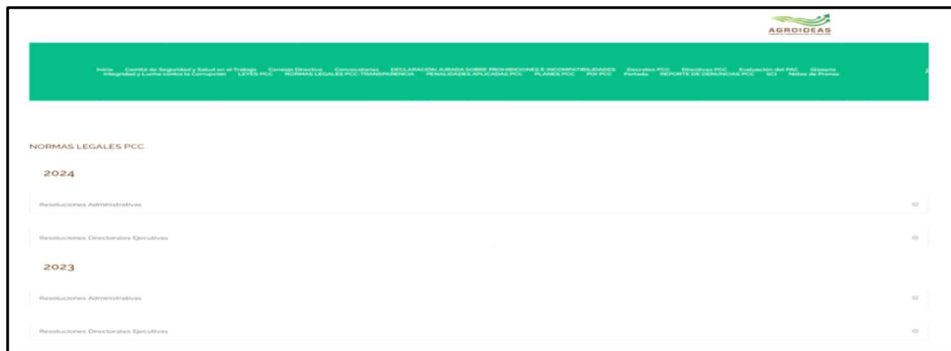 AGROIDEAS
Inicio Comité de Seguridad y Salud en el Trabajo Consejo Directivo Convocatorias DECLARACIÓN JURADA SOBRE PROHIBICIONES E INCOMPATIBILIDADES Decretos PCC Directivas PCC Evaluación del PAC Glosario
Integridad y Lucha contra la Corrupción LEYES PCC NORMAS LEGALES PCC-TRANSPARENCIA PENALIDADES APLICADAS PCC PLANES PCC POI PCC Portada REPORTE DE DENUNCIAS PCC SCI Notas de Prensa
NORMAS LEGALES PCC
2024
Resoluciones Administrativas
Resoluciones Directorales Ejecutivas
2023
Resoluciones Administrativas
Resoluciones Directorales Ejecutivas